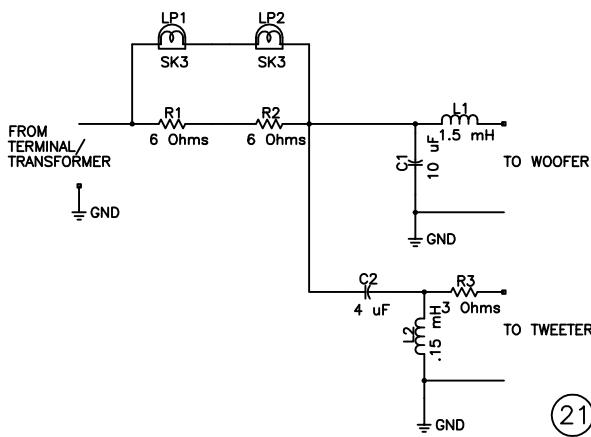 LP1
LP2
SK3
SK3
R1
R2
6 Ohms
6 Ohms
FROM
TERMINAL/
TRANSFORMER
GND
L1
1.5 mH
C1
10 uF
TO WOOFER
GND
C2
4 uF
R3
3 Ohms
L2
.15 mH
TO TWEETER
GND
21